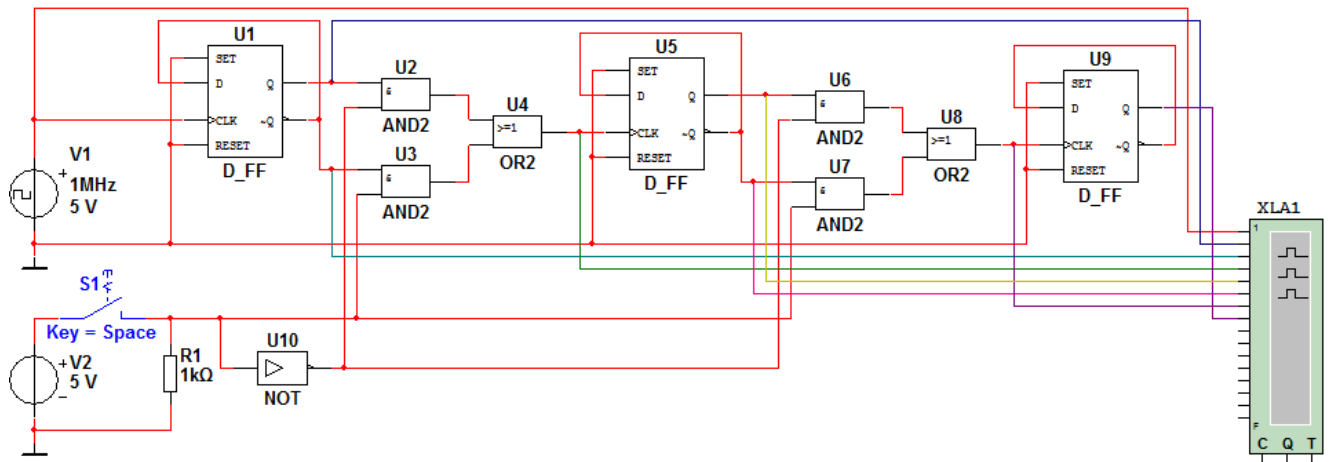 U1
SET
D Q
CLK ~Q
RESET
D_FF
U2
&
AND2
U3
&
AND2
U4
>=1
OR2
U5
SET
D Q
CLK ~Q
RESET
D_FF
U6
&
AND2
U7
&
AND2
U8
>=1
OR2
U9
SET
D Q
CLK ~Q
RESET
D_FF
V1
+
1MHz
5 V
XLA1
1
F
C Q T
S1
Key = Space
+V2
5 V
−
R1
1kΩ
U10
NOT